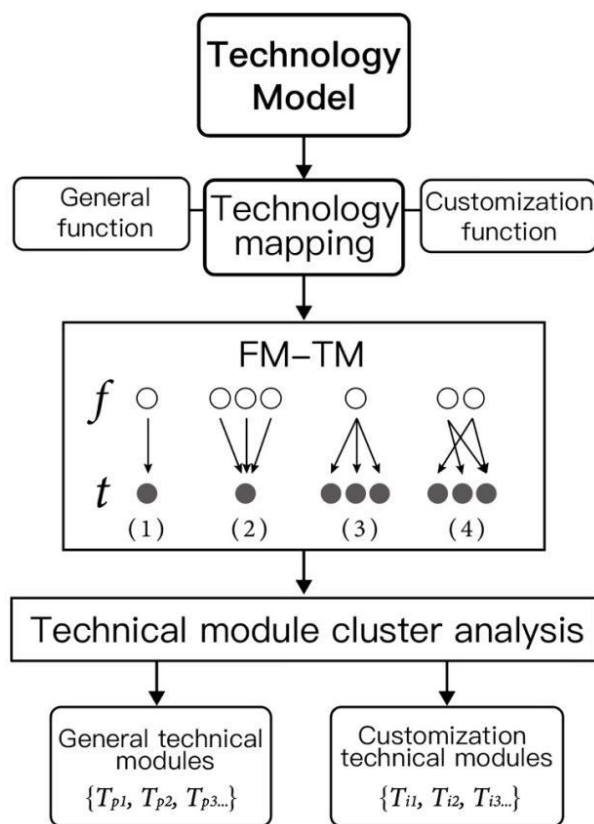 Technology
Model
General
function
Technology
mapping
Customization
function
FM-TM
f
t
(1) (2) (3) (4)
Technical module cluster analysis
General technical
modules
{Tp1, Tp2, Tp3...}
Customization
technical modules
{Ti1, Ti2, Ti3...}